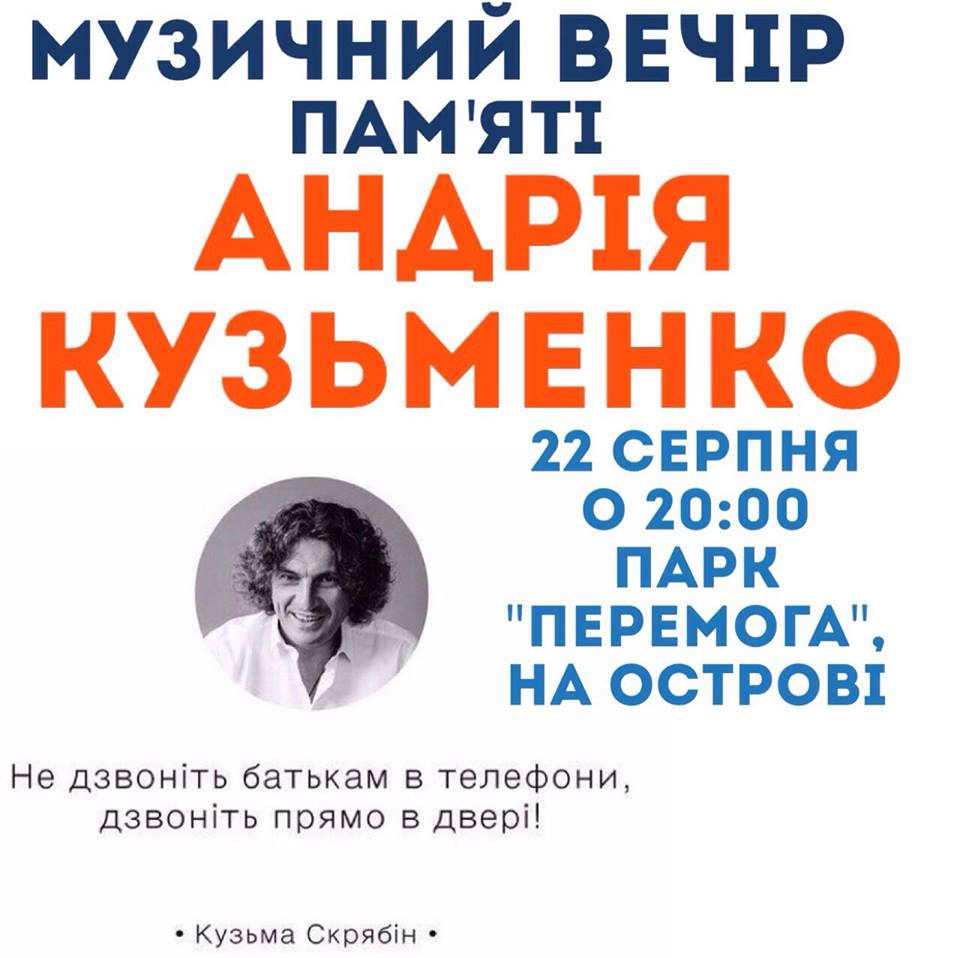 МУЗИЧНИЙ ВЕЧІР
ПАМ'ЯТІ
АНДРІЯ
КУЗЬМЕНКО
22 СЕРПНЯ
О 20:00
ПАРК
"ПЕРЕМОГА",
НА ОСТРОВІ
Не дзвоніть батькам в телефони,
дзвоніть прямо в двері!
• Кузьма Скрябін •